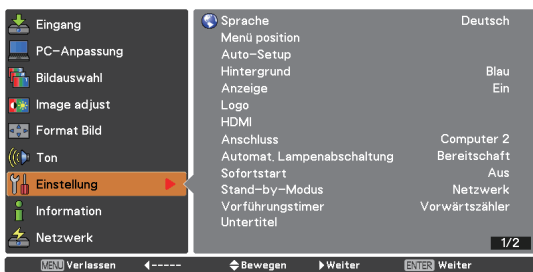 Eingang
PC-Anpassung
Bildauswahl
Image adjust
Format Bild
Ton
Einstellung
Information
Netzwerk
Sprache Deutsch
Menü position
Auto-Setup
Hintergrund Blau
Anzeige Ein
Logo
HDMI
Anschluss Computer 2
Automat. Lampenabschaltung Bereitschaft
Sofortstart Aus
Stand-by-Modus Netzwerk
Vorführungstimer Vorwärtszähler
Untertitel
1/2
MENU Verlassen ----- Bewegen Weiter ENTER Weiter